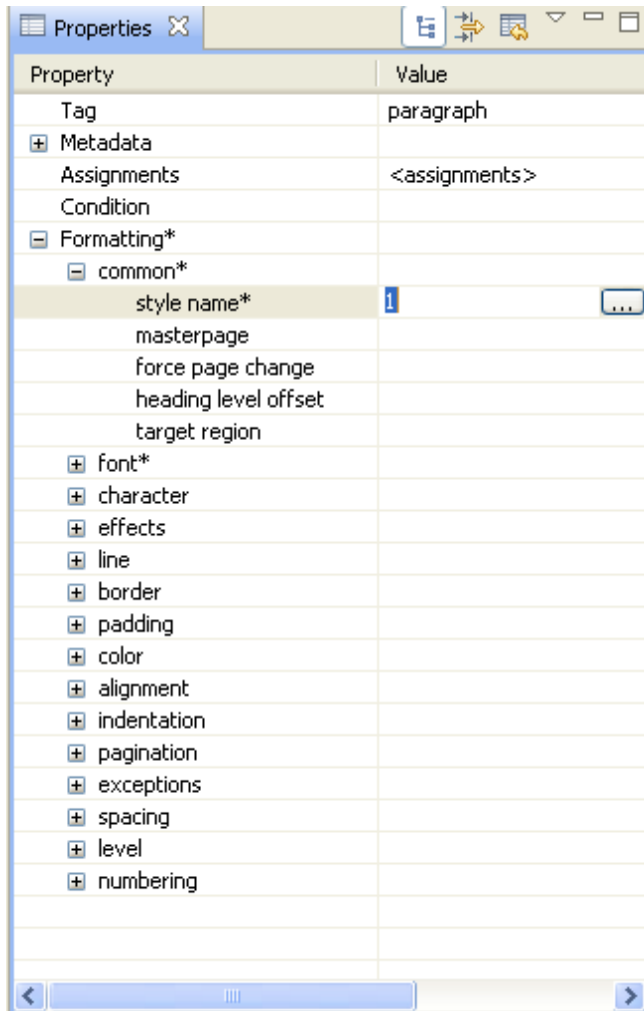 Properties
Property Value
Tag paragraph
Metadata
Assignments <assignments>
Condition
Formatting*
common*
style name* 1 ...
masterpage
force page change
heading level offset
target region
font*
character
effects
line
border
padding
color
alignment
indentation
pagination
exceptions
spacing
level
numbering